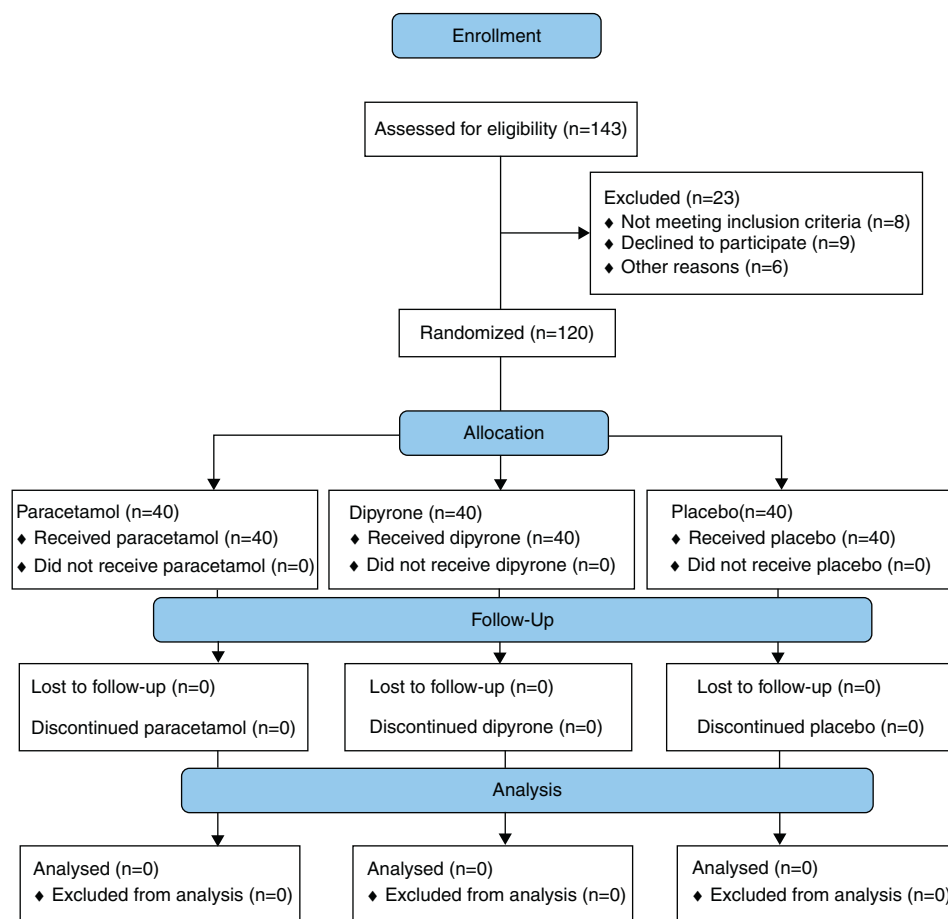 Enrollment
Assessed for eligibility (n=143)
Excluded (n=23)
♦ Not meeting inclusion criteria (n=8)
♦ Declined to participate (n=9)
♦ Other reasons (n=6)
Randomized (n=120)
Allocation
Paracetamol (n=40)
♦ Received paracetamol (n=40)
♦ Did not receive paracetamol (n=0)
Dipyrone (n=40)
♦ Received dipyrone (n=40)
♦ Did not receive dipyrone (n=0)
Placebo(n=40)
♦ Received placebo (n=40)
♦ Did not receive placebo (n=0)
Follow-Up
Lost to follow-up (n=0)
Discontinued paracetamol (n=0)
Lost to follow-up (n=0)
Discontinued dipyrone (n=0)
Lost to follow-up (n=0)
Discontinued placebo (n=0)
Analysis
Analysed (n=0)
♦ Excluded from analysis (n=0)
Analysed (n=0)
♦ Excluded from analysis (n=0)
Analysed (n=0)
♦ Excluded from analysis (n=0)